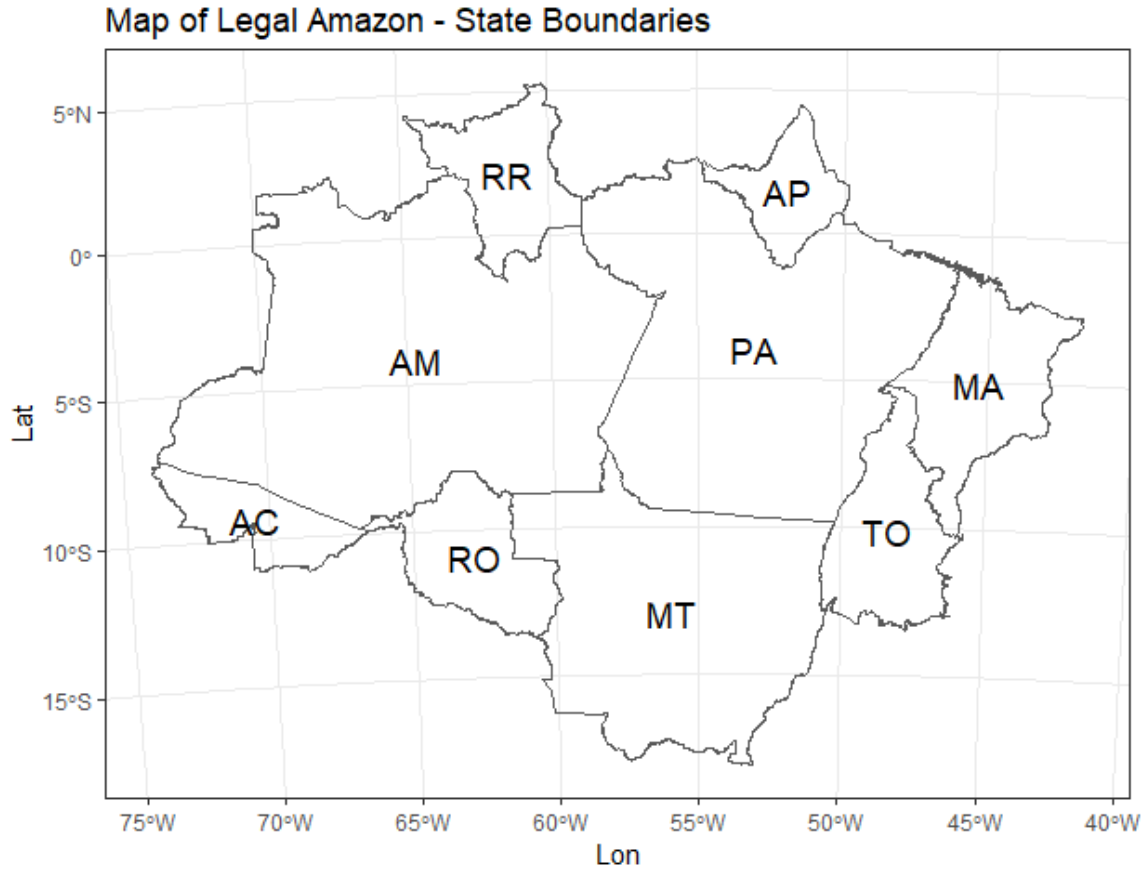 Map of Legal Amazon - State Boundaries
5°N
0°
5°S
10°S
15°S
Lat
RR
AP
AM
PA
MA
AC
RO
TO
MT
75°W
70°W
65°W
60°W
55°W
50°W
45°W
40°W
Lon